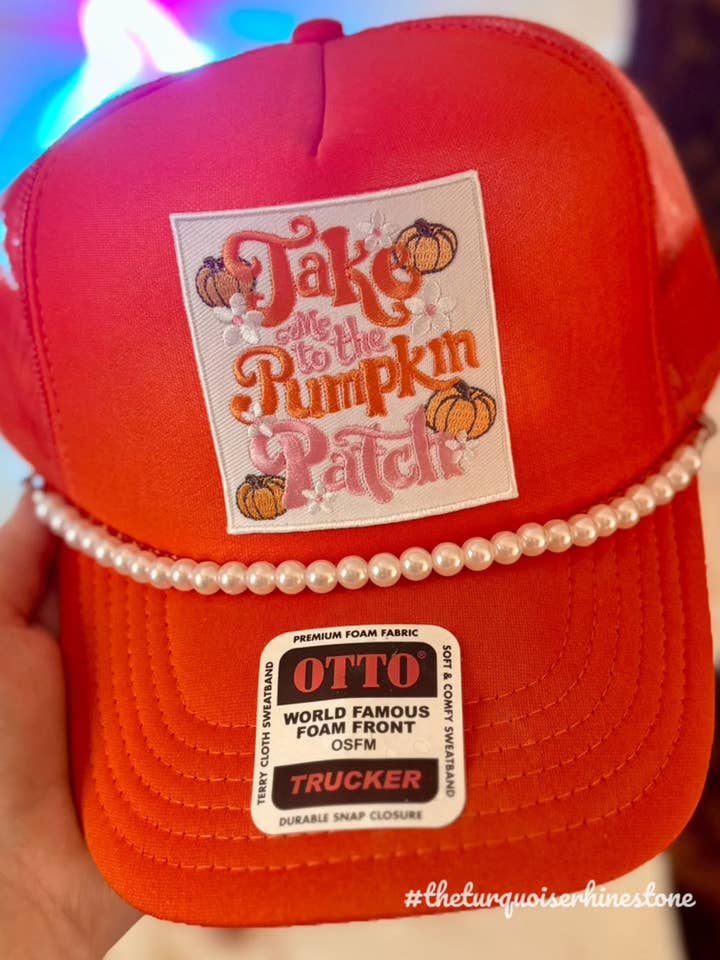 Take
Me
to the
Pumpkin
Patch
PREMIUM FOAM FABRIC
OTTO®
WORLD FAMOUS
FOAM FRONT
OSFM
TRUCKER
DURABLE SNAP CLOSURE
TERRY CLOTH SWEATBAND
SOFT & COMFY SWEATBAND
#theturquoiserhinestone